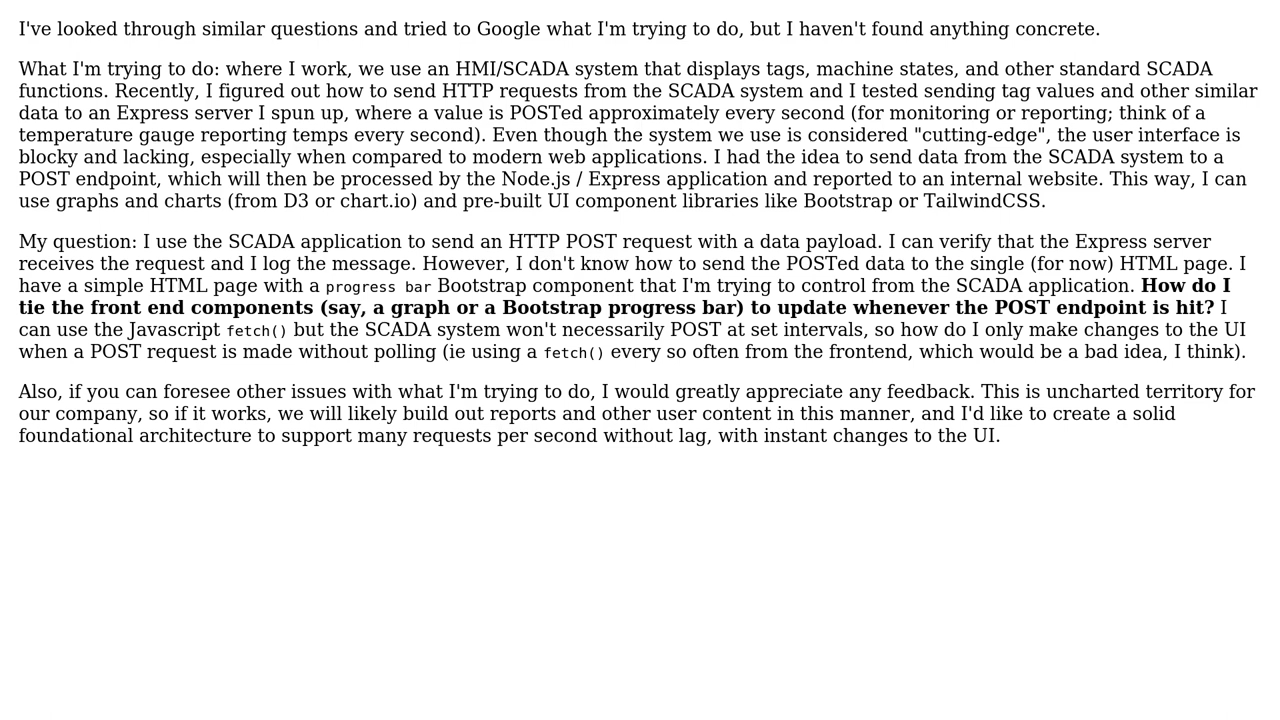 I've looked through similar questions and tried to Google what I'm trying to do, but I haven't found anything concrete.
What I'm trying to do: where I work, we use an HMI/SCADA system that displays tags, machine states, and other standard SCADA
functions. Recently, I figured out how to send HTTP requests from the SCADA system and I tested sending tag values and other similar
data to an Express server I spun up, where a value is POSTed approximately every second (for monitoring or reporting; think of a
temperature gauge reporting temps every second). Even though the system we use is considered "cutting-edge", the user interface is
blocky and lacking, especially when compared to modern web applications. I had the idea to send data from the SCADA system to a
POST endpoint, which will then be processed by the Node.js / Express application and reported to an internal website. This way, I can
use graphs and charts (from D3 or chart.io) and pre-built UI component libraries like Bootstrap or TailwindCSS.
My question: I use the SCADA application to send an HTTP POST request with a data payload. I can verify that the Express server
receives the request and I log the message. However, I don't know how to send the POSTed data to the single (for now) HTML page. I
have a simple HTML page with a progress bar Bootstrap component that I'm trying to control from the SCADA application. How do I
tie the front end components (say, a graph or a Bootstrap progress bar) to update whenever the POST endpoint is hit? I
can use the Javascript fetch() but the SCADA system won't necessarily POST at set intervals, so how do I only make changes to the UI
when a POST request is made without polling (ie using a fetch() every so often from the frontend, which would be a bad idea, I think).
Also, if you can foresee other issues with what I'm trying to do, I would greatly appreciate any feedback. This is uncharted territory for
our company, so if it works, we will likely build out reports and other user content in this manner, and I'd like to create a solid
foundational architecture to support many requests per second without lag, with instant changes to the UI.